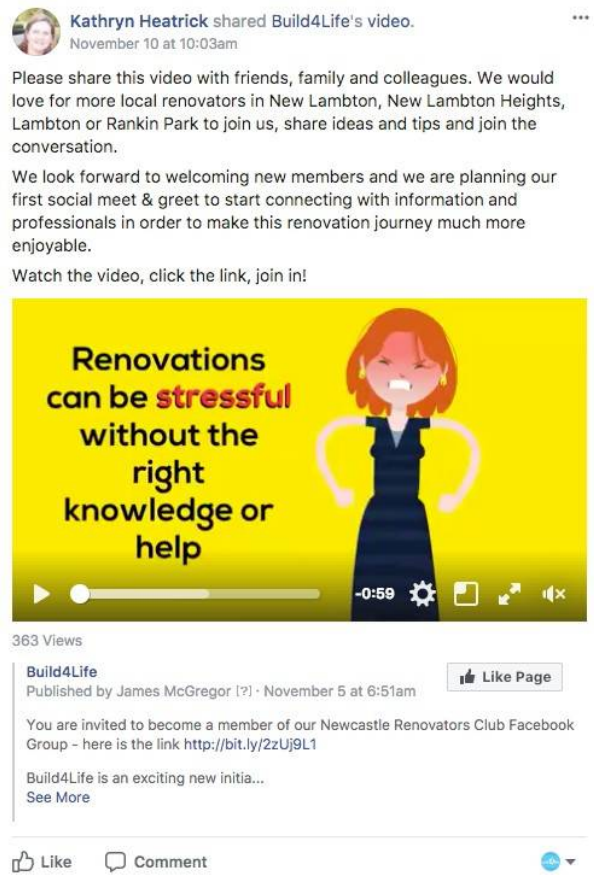 Kathryn Heatrick shared Build4Life's video.
November 10 at 10:03am
Please share this video with friends, family and colleagues. We would
love for more local renovators in New Lambton, New Lambton Heights,
Lambton or Rankin Park to join us, share ideas and tips and join the
conversation.
We look forward to welcoming new members and we are planning our
first social meet & greet to start connecting with information and
professionals in order to make this renovation journey much more
enjoyable.
Watch the video, click the link, join in!
Renovations
can be stressful
without the
right
knowledge or
help
-0:59
363 Views
Build4Life
Like Page
Published by James McGregor [?] · November 5 at 6:51am
You are invited to become a member of our Newcastle Renovators Club Facebook
Group - here is the link http://bit.ly/2zUj9L1
Build4Life is an exciting new initia...
See More
Like Comment